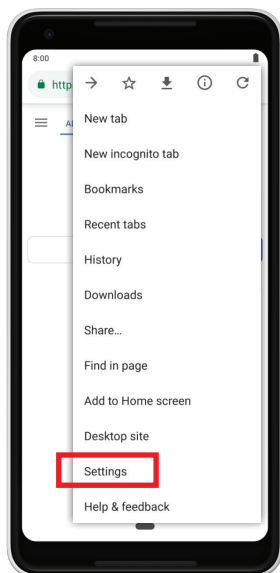 8:00
http
Al
New tab
New incognito tab
Bookmarks
Recent tabs
History
Downloads
Share...
Find in page
Add to Home screen
Desktop site
Settings
Help & feedback